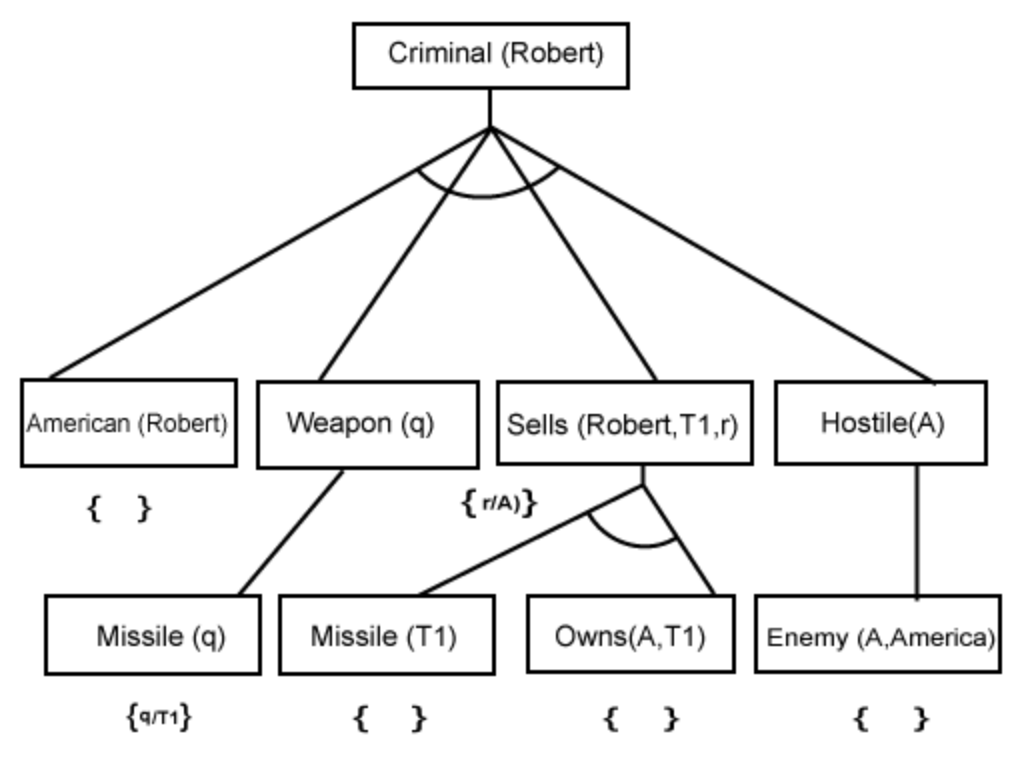 Criminal (Robert)
American (Robert)
Weapon (q)
Sells (Robert,T1,r)
Hostile(A)
{ }
{ r/A)}
Missile (q)
Missile (T1)
Owns(A,T1)
Enemy (A,America)
{q/T1}
{ }
{ }
{ }